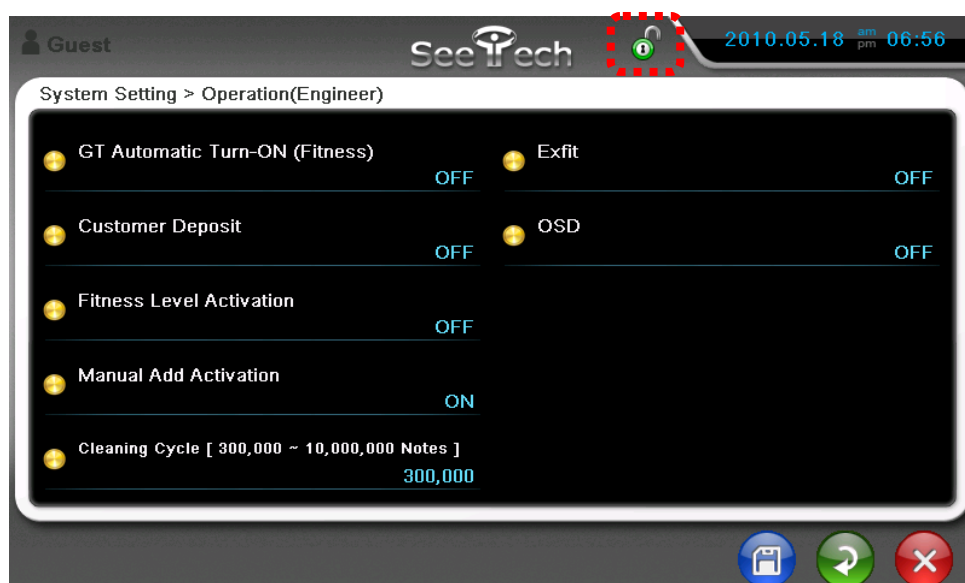 Guest
SeeTech
2010.05.18 am pm 06:56
System Setting > Operation(Engineer)
GT Automatic Turn-ON (Fitness)
OFF
Customer Deposit
OFF
Fitness Level Activation
OFF
Manual Add Activation
ON
Cleaning Cycle [ 300,000 ~ 10,000,000 Notes ]
300,000
Exfit
OFF
OSD
OFF